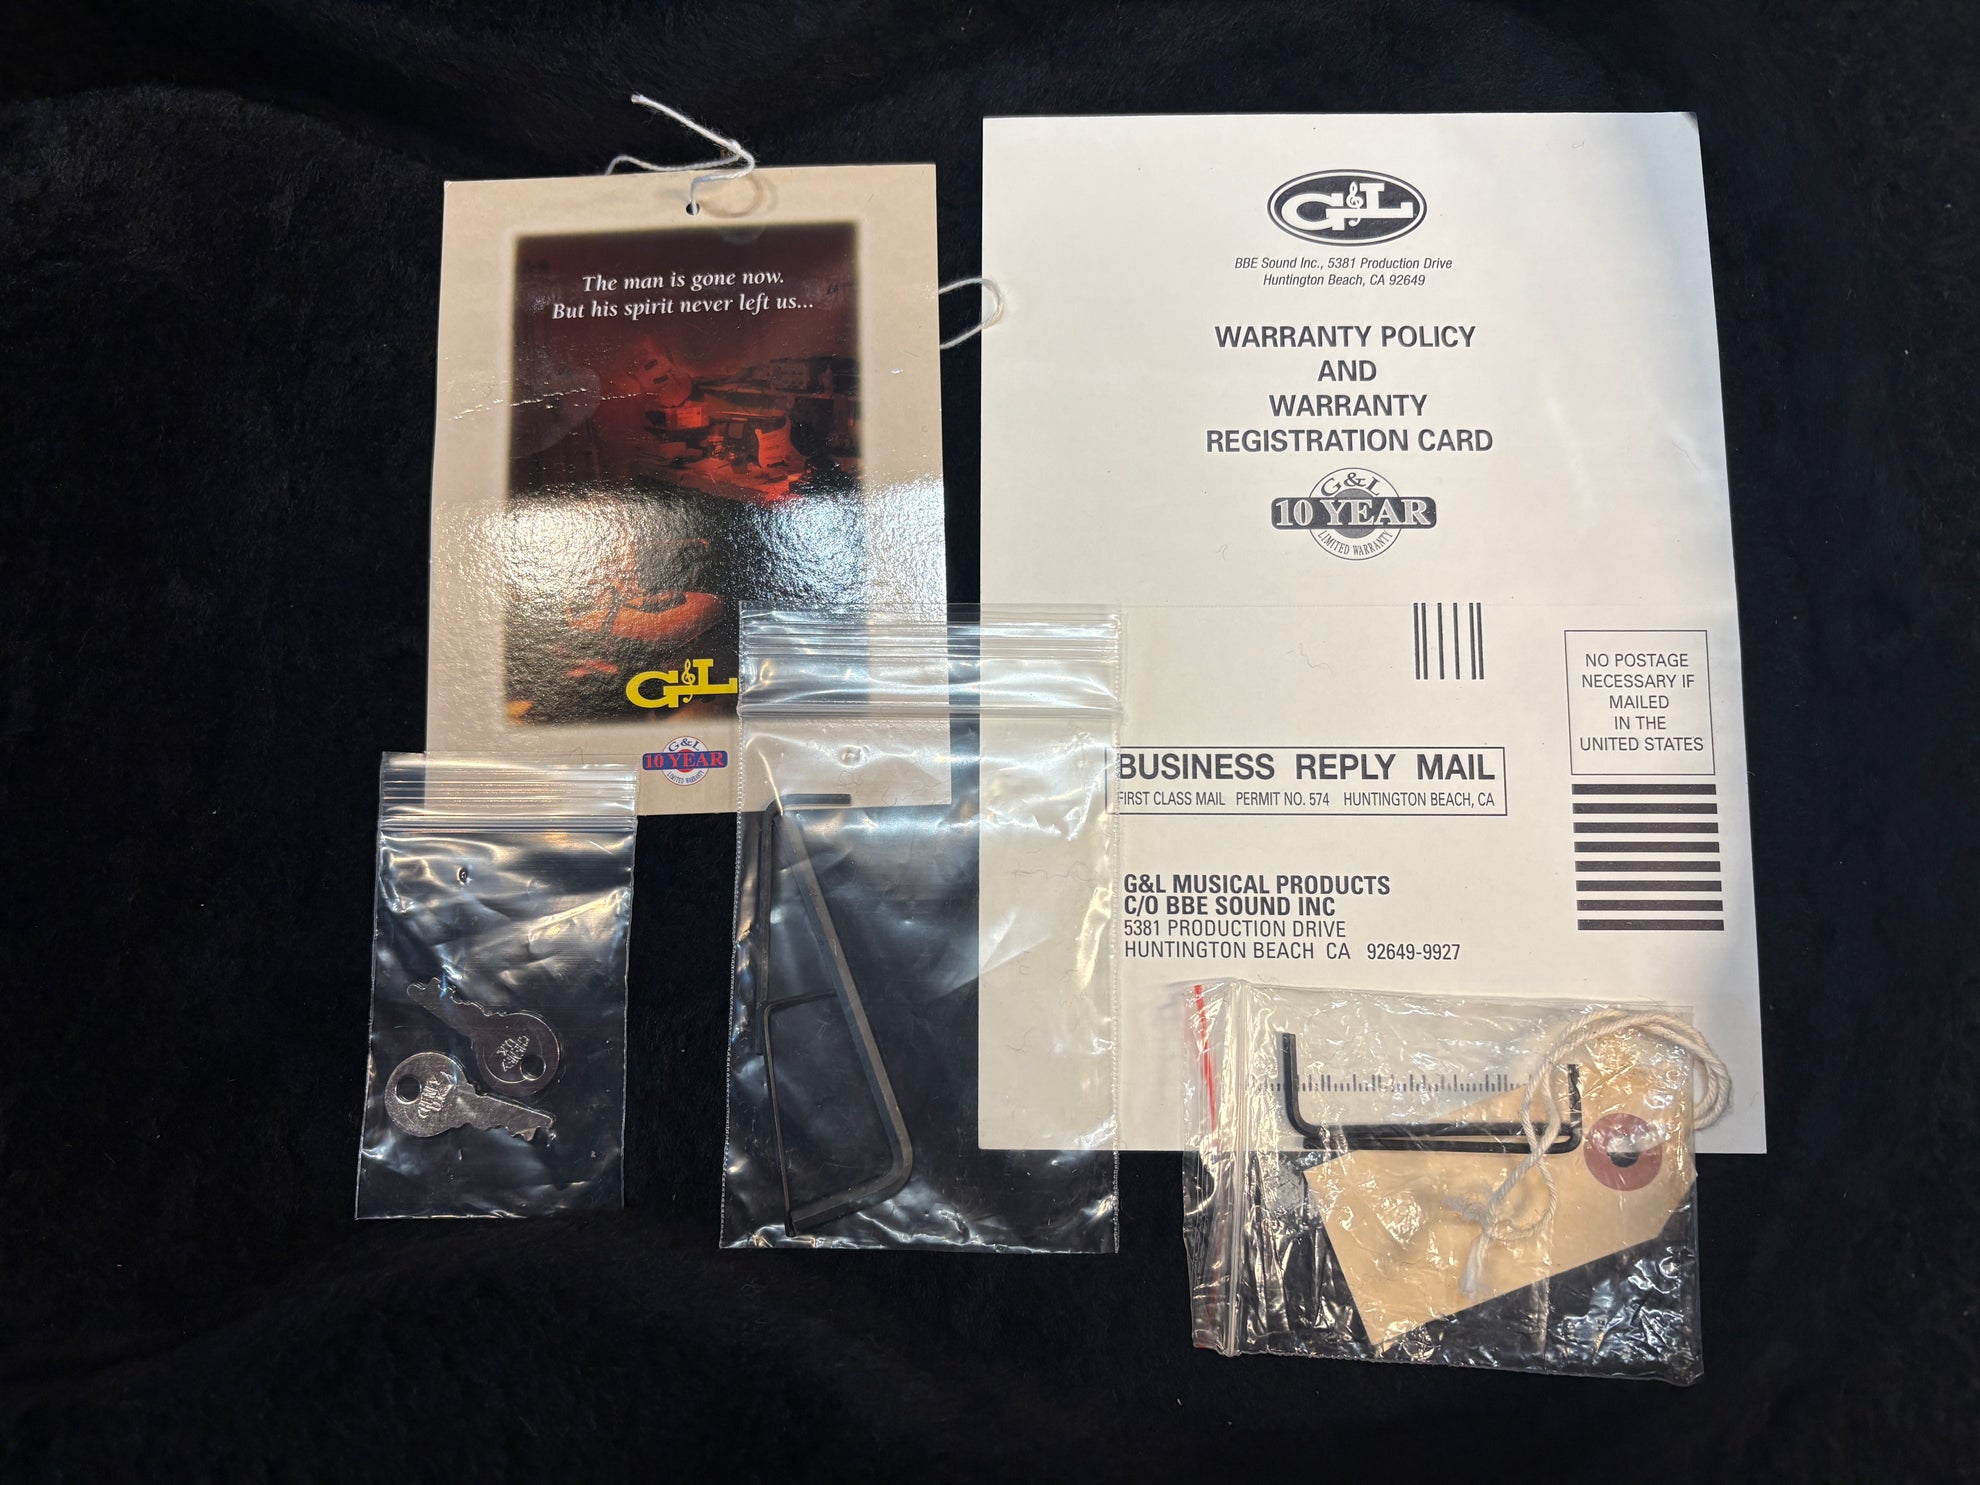 The man is gone now.
But his spirit never left us...
G&L
G&L
10 YEAR
LIMITED WARRANTY
G&L
BBE Sound Inc., 5381 Production Drive
Huntington Beach, CA 92649
WARRANTY POLICY
AND
WARRANTY
REGISTRATION CARD
G&L
10 YEAR
LIMITED WARRANTY
NO POSTAGE
NECESSARY IF
MAILED
IN THE
UNITED STATES
BUSINESS REPLY MAIL
FIRST CLASS MAIL PERMIT NO. 574 HUNTINGTON BEACH, CA
G&L MUSICAL PRODUCTS
C/O BBE SOUND INC
5381 PRODUCTION DRIVE
HUNTINGTON BEACH CA 92649-9927